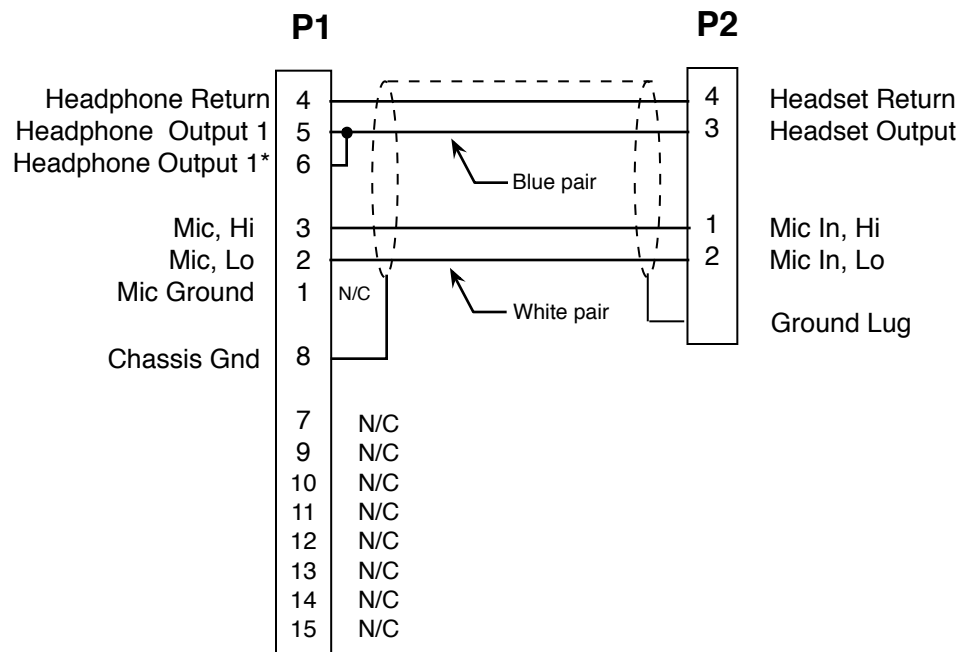 P1 P2
Headphone Return 4 4 Headset Return
Headphone Output 1 5 3 Headset Output
Headphone Output 1* 6
Blue pair
Mic, Hi 3 1 Mic In, Hi
Mic, Lo 2 2 Mic In, Lo
Mic Ground 1 N/C
White pair
Ground Lug
Chassis Gnd 8
7 N/C
9 N/C
10 N/C
11 N/C
12 N/C
13 N/C
14 N/C
15 N/C